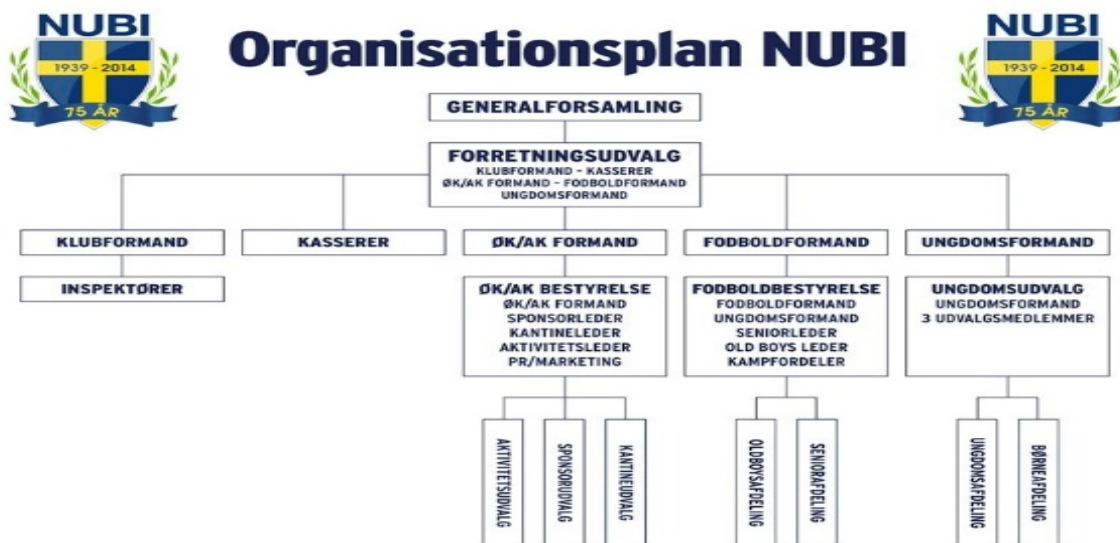 NUBI
1939 - 2014
75 ÅR
Organisationsplan NUBI
NUBI
1939 - 2014
75 ÅR
GENERALFORSAMLING
FORRETNINGSUDVALG
KLUBFORMAND - KASSERER
ØK/AK FORMAND - FODBOLDFORMAND
UNGDOMSFORMAND
KLUBFORMAND
KASSERER
ØK/AK FORMAND
FODBOLDFORMAND
UNGDOMSFORMAND
INSPEKTØRER
ØK/AK BESTYRELSE
ØK/AK FORMAND
SPONSORLEDER
KANTINELEDER
AKTIVITETSLEDER
PR/MARKETING
FODBOLDBESTYRELSE
FODBOLDFORMAND
UNGDOMSFORMAND
SENIORLEDER
OLD BOYS LEDER
KAMPFORDELER
UNGDOMSUDVALG
UNGDOMSFORMAND
3 UDVALGSMEDLEMMER
AKTIVITETSUDVALG
SPONSORUDVALG
KANTINEUDVALG
OLDBOYSAFDELING
SENIORAFDELING
UNGDOMSAFDELING
BØRNEAFDELING